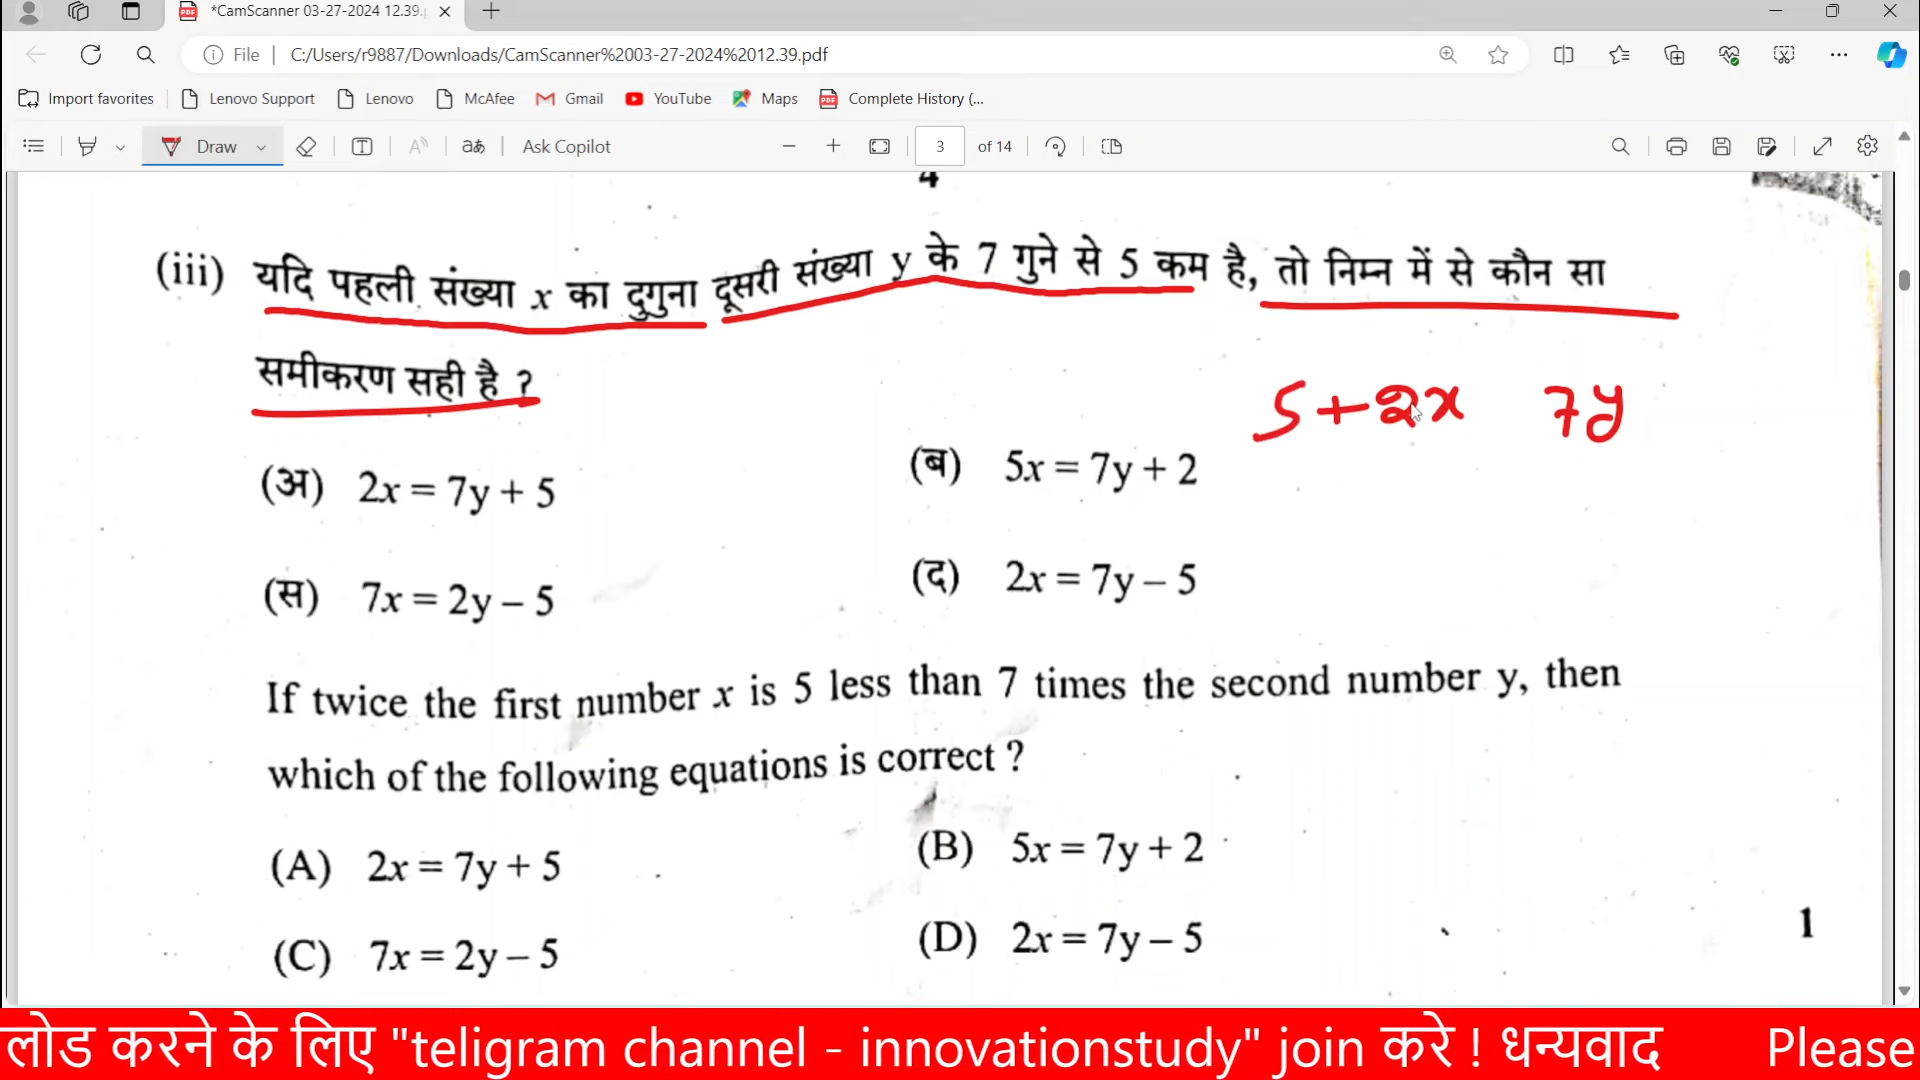 *CamScanner 03-27-2024 12.39.
File C:/Users/r9887/Downloads/CamScanner%2003-27-2024%2012.39.pdf
Import favorites Lenovo Support Lenovo McAfee Gmail YouTube Maps Complete History (...
Draw Ask Copilot 3 of 14
4
(iii) यदि पहली संख्या x का दुगुना दूसरी संख्या y के 7 गुने से 5 कम है, तो निम्न में से कौन सा
समीकरण सही है ?
5+2x 7y
(अ) 2x = 7y + 5 (ब) 5x = 7y + 2
(स) 7x = 2y – 5 (द) 2x = 7y – 5
If twice the first number x is 5 less than 7 times the second number y, then
which of the following equations is correct ?
(A) 2x = 7y + 5 (B) 5x = 7y + 2
(C) 7x = 2y – 5 (D) 2x = 7y – 5
1
लोड करने के लिए "teligram channel - innovationstudy" join करे ! धन्यवाद Please